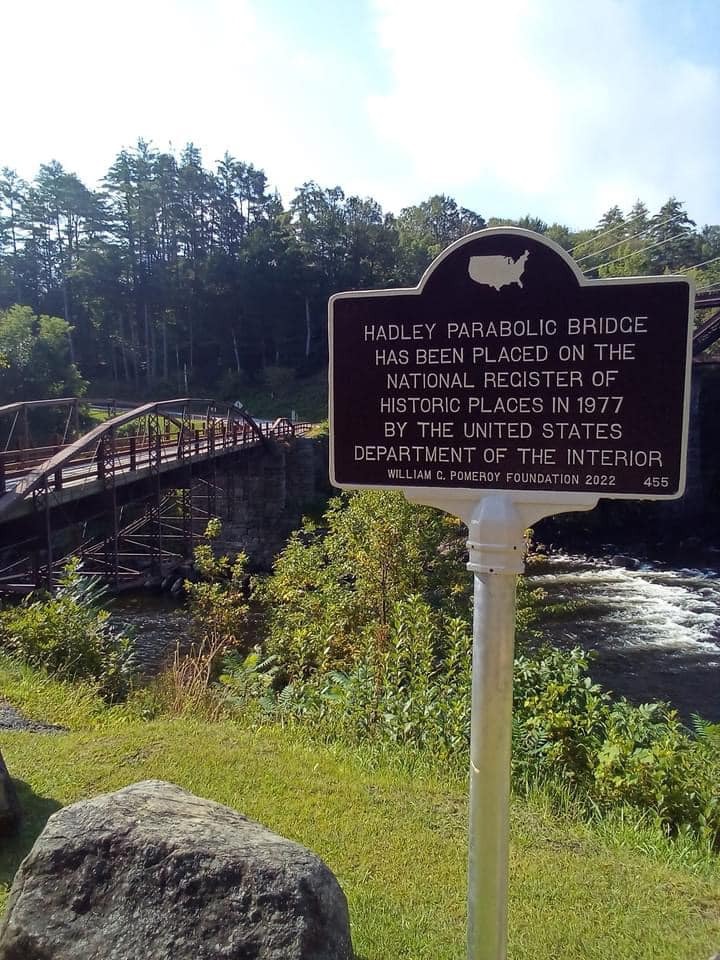 HADLEY PARABOLIC BRIDGE
HAS BEEN PLACED ON THE
NATIONAL REGISTER OF
HISTORIC PLACES IN 1977
BY THE UNITED STATES
DEPARTMENT OF THE INTERIOR
WILLIAM G. POMEROY FOUNDATION 2022 455